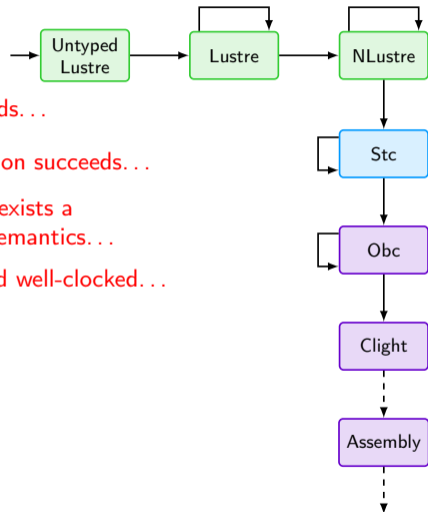 Untyped
Lustre
Lustre
NLustre
ds...
on succeeds...
Stc
exists a
emantics...
Obc
d well-clocked...
Clight
Assembly